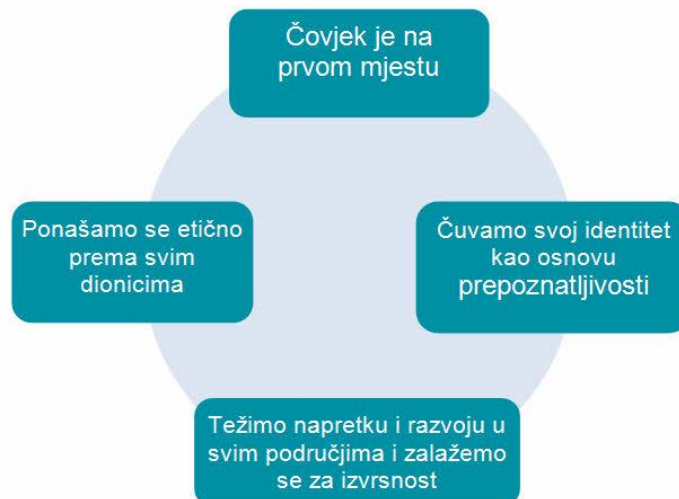 Čovjek je na
prvom mjestu
Ponašamo se etično
prema svim
dionicima
Čuvamo svoj identitet
kao osnovu
prepoznatljivosti
Težimo napretku i razvoju u
svim područjima i zalažemo
se za izvrsnost